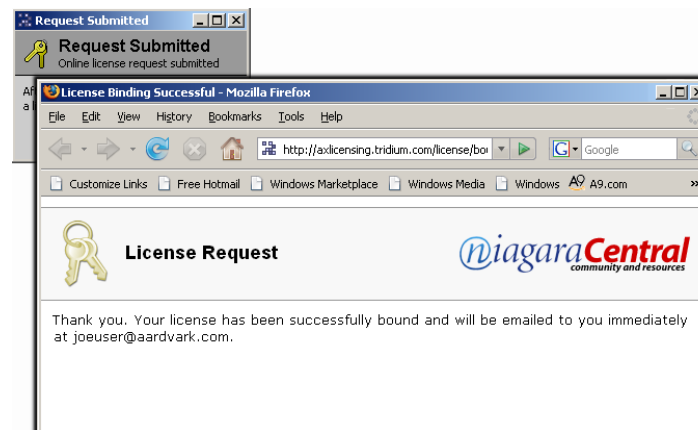 Request Submitted
Request Submitted
Online license request submitted
Af
a l
License Binding Successful - Mozilla Firefox
File Edit View History Bookmarks Tools Help
http://axlicensing.tridium.com/license/bou G Google
Customize Links Free Hotmail Windows Marketplace Windows Media Windows A9 A9.com »
License Request
niagaraCentral
community and resources
Thank you. Your license has been successfully bound and will be emailed to you immediately
at joeuser@aardvark.com.